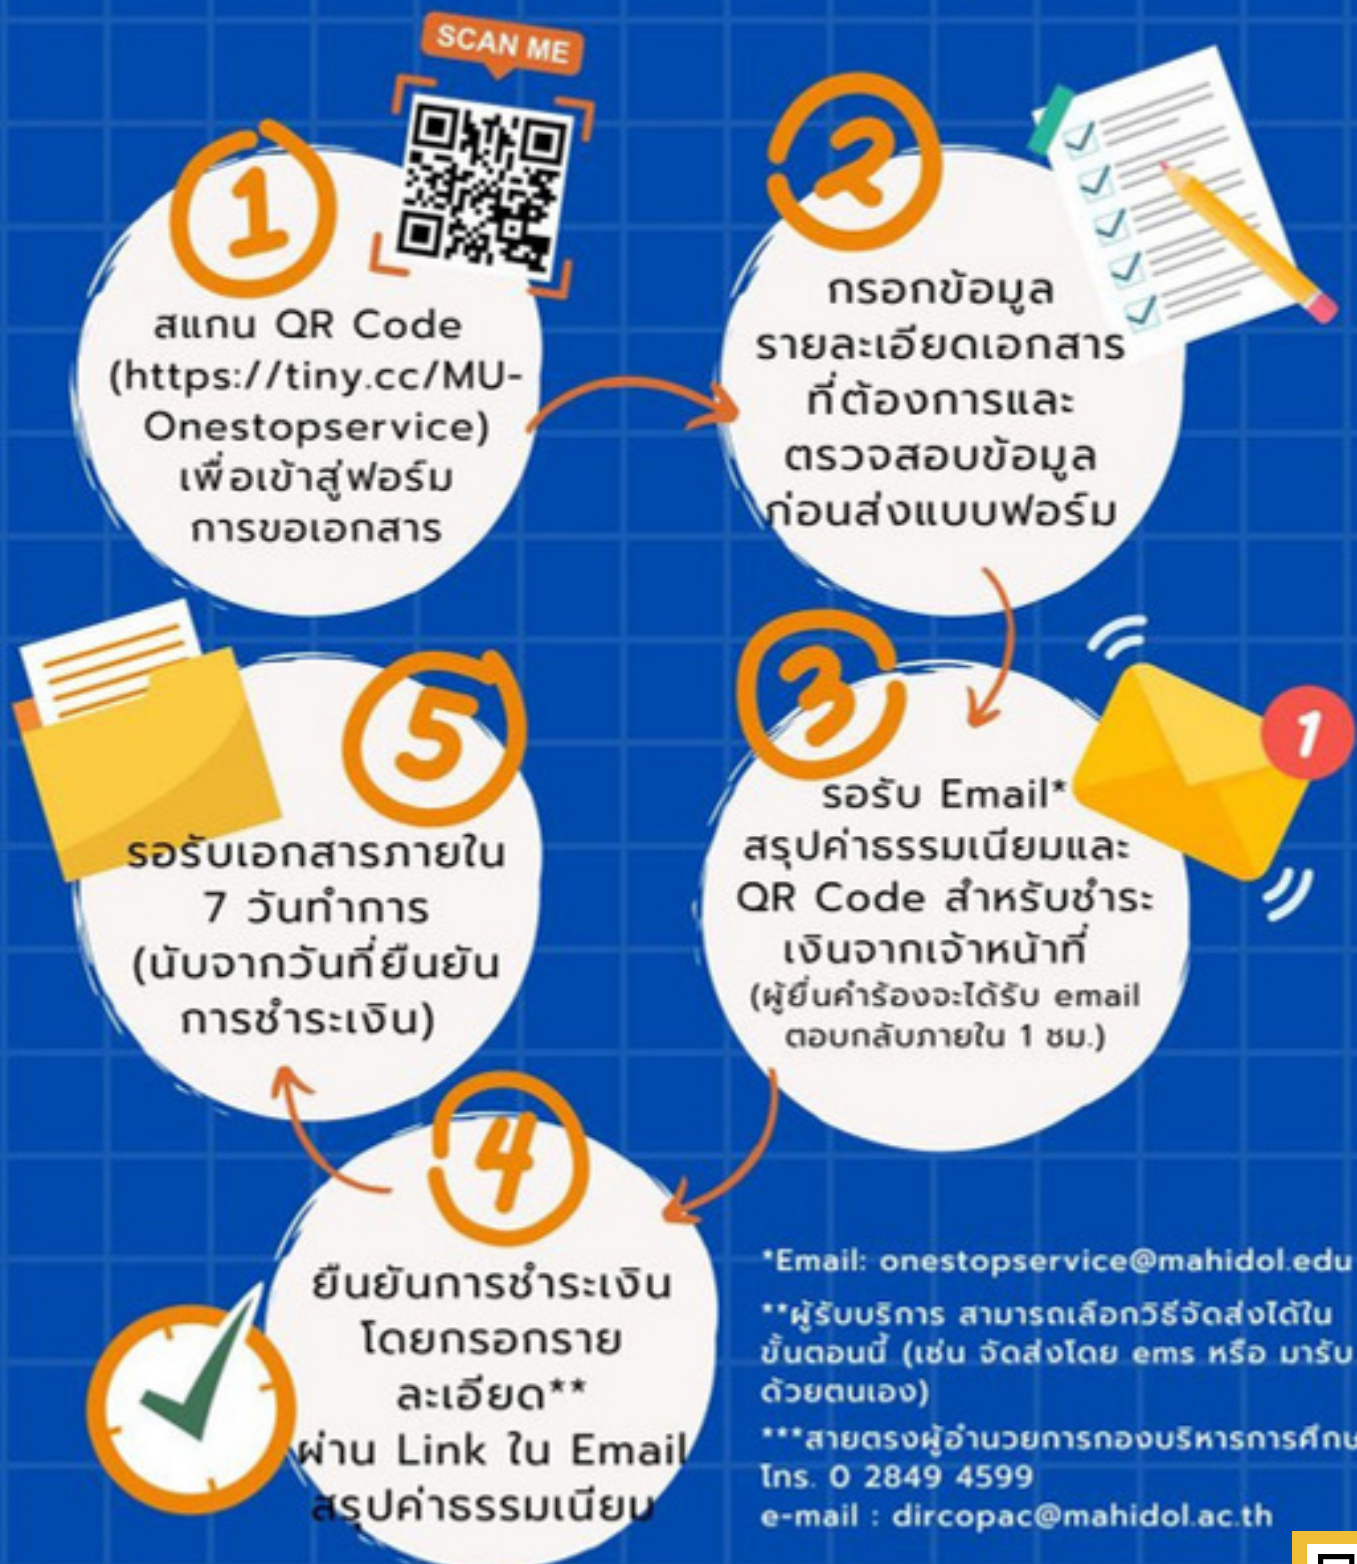 SCAN ME
1
สแกน QR Code
(https://tiny.cc/MU-
Onestopservice)
เพื่อเข้าสู่ฟอร์ม
การขอเอกสาร
2
กรอกข้อมูล
รายละเอียดเอกสาร
ที่ต้องการและ
ตรวจสอบข้อมูล
ก่อนส่งแบบฟอร์ม
3
1
รอรับ Email*
สรุปค่าธรรมเนียมและ
QR Code สำหรับชำระ
เงินจากเจ้าหน้าที่
(ผู้ยื่นคำร้องจะได้รับ email
ตอบกลับภายใน 1 ชม.)
4
ยืนยันการชำระเงิน
โดยกรอกราย
ละเอียด**
ผ่าน Link ใน Email
สรุปค่าธรรมเนียม
5
รอรับเอกสารภายใน
7 วันทำการ
(นับจากวันที่ยืนยัน
การชำระเงิน)
*Email: onestopservice@mahidol.edu
**ผู้รับบริการ สามารถเลือกวิธีจัดส่งได้ใน
ขั้นตอนนี้ (เช่น จัดส่งโดย ems หรือ มารับ
ด้วยตนเอง)
***สายตรงผู้อำนวยการกองบริหารการศึกษ
โทร. 0 2849 4599
e-mail : dircopac@mahidol.ac.th